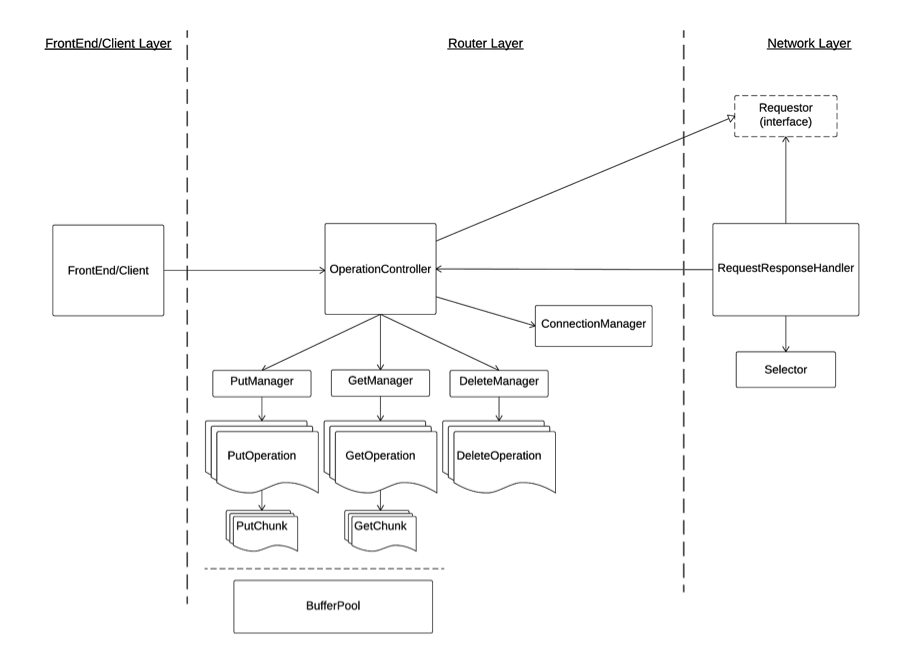 FrontEnd/Client Layer
Router Layer
Network Layer
Requestor
(interface)
FrontEnd/Client
OperationController
RequestResponseHandler
ConnectionManager
Selector
PutManager
GetManager
DeleteManager
PutOperation
GetOperation
DeleteOperation
PutChunk
GetChunk
BufferPool